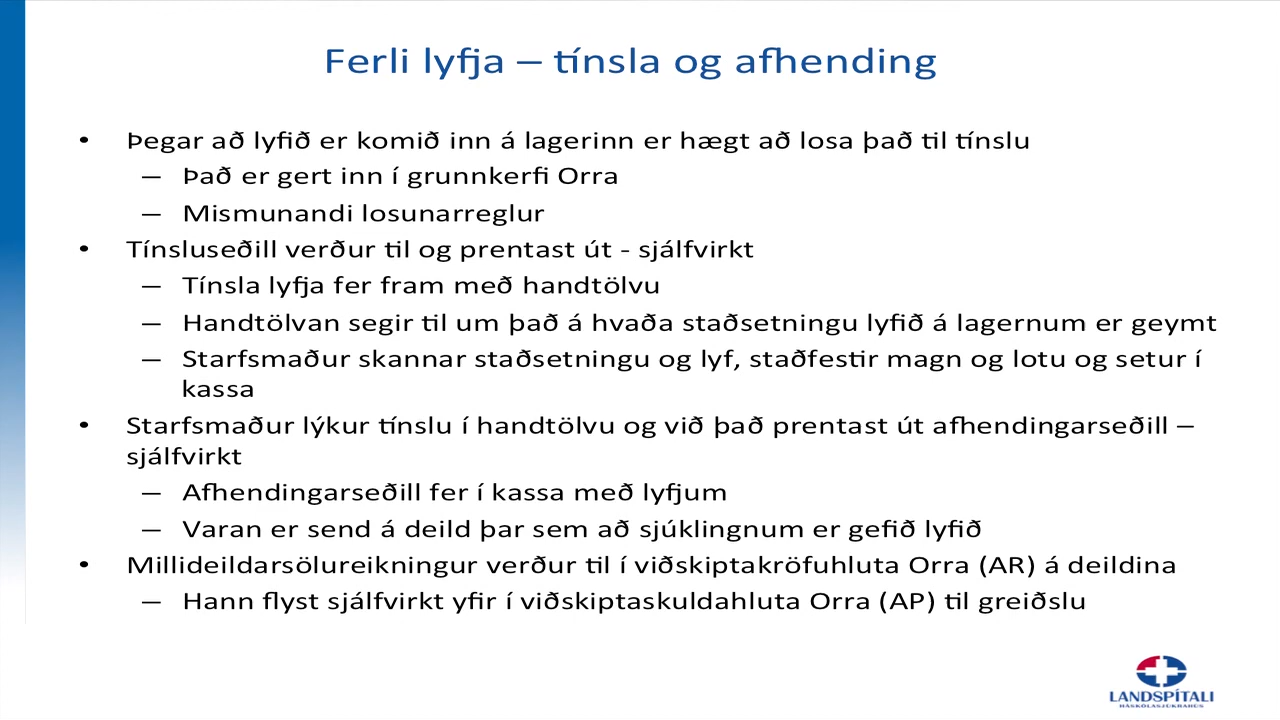 Ferli lyfja – tínsla og afhending
• Þegar að lyfið er komið inn á lagerinn er hægt að losa það til tínslu
– Það er gert inn í grunnkerfi Orra
– Mismunandi losunarreglur
• Tínsluseðill verður til og prentast út - sjálfvirkt
– Tínsla lyfja fer fram með handtölvu
– Handtölvan segir til um það á hvaða staðsetningu lyfið á lagernum er geymt
– Starfsmaður skannar staðsetningu og lyf, staðfestir magn og lotu og setur í
kassa
• Starfsmaður lýkur tínslu í handtölvu og við það prentast út afhendingarseðill –
sjálfvirkt
– Afhendingarseðill fer í kassa með lyfjum
– Varan er send á deild þar sem að sjúklingnum er gefið lyfið
• Millideildarsölureikningur verður til í viðskiptakröfuhluta Orra (AR) á deildina
– Hann flyst sjálfvirkt yfir í viðskiptaskuldahluta Orra (AP) til greiðslu
LANDSPÍTALI
HÁSKÓLASJÚKRAHÚS